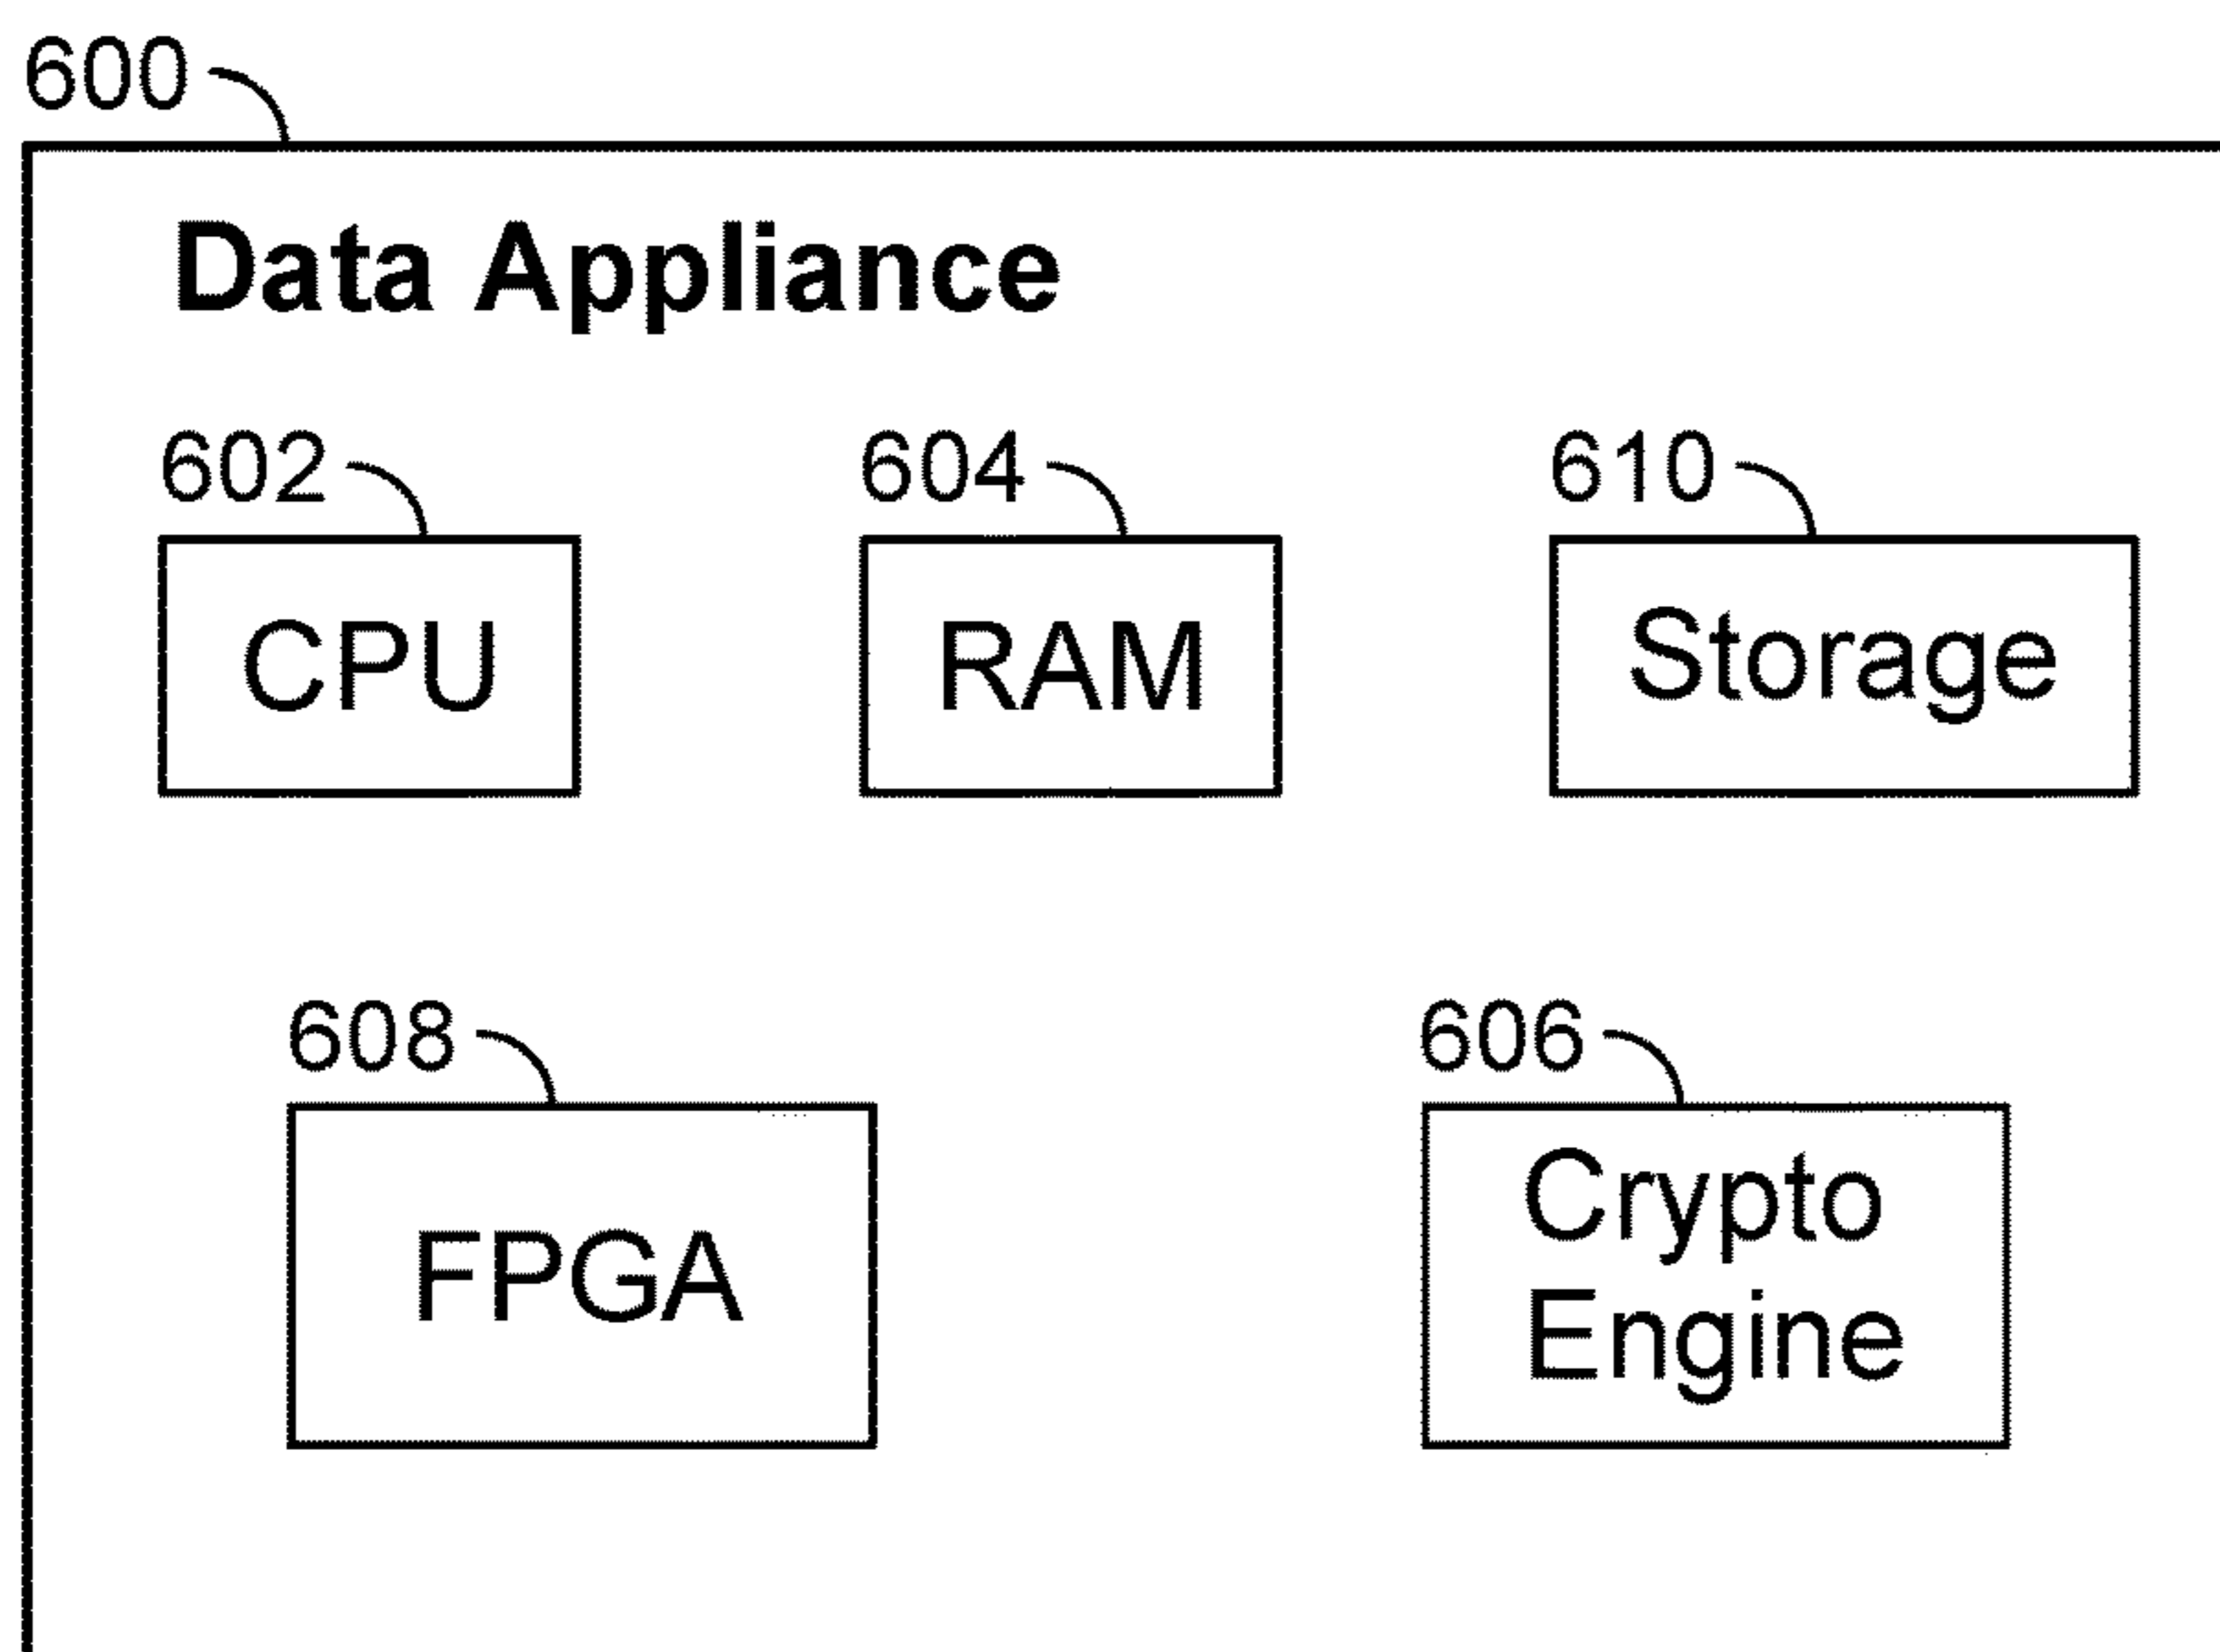 600
Data Appliance
602
604
610
CPU
RAM
Storage
608
606
FPGA
Crypto
Engine